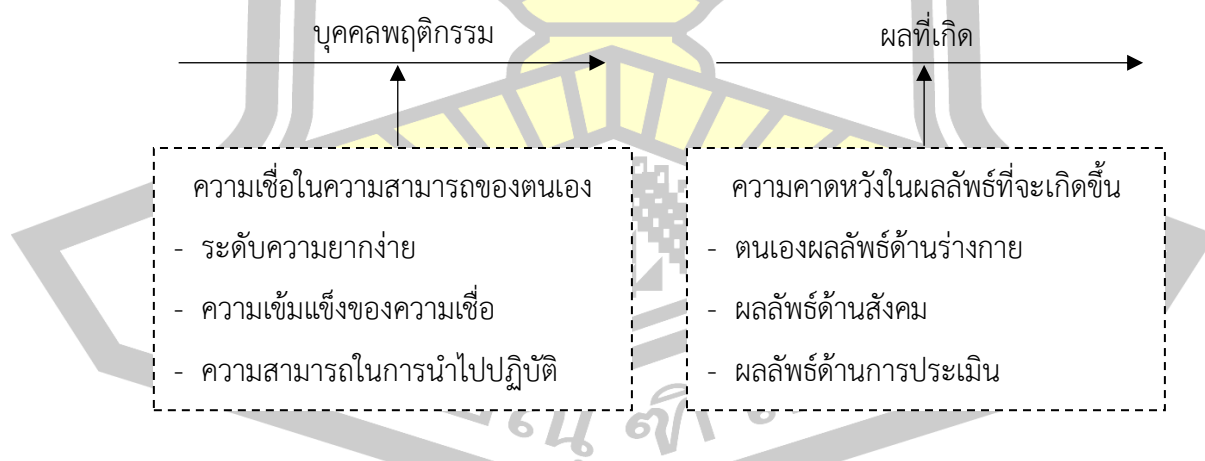 บุคคลพฤติกรรม
ผลที่เกิด
ความเชื่อในความสามารถของตนเอง
- ระดับความยากง่าย
- ความเข้มแข็งของความเชื่อ
- ความสามารถในการนำไปปฏิบัติ
ความคาดหวังในผลลัพธ์ที่จะเกิดขึ้น
- ตนเองผลลัพธ์ด้านร่างกาย
- ผลลัพธ์ด้านสังคม
- ผลลัพธ์ด้านการประเมิน